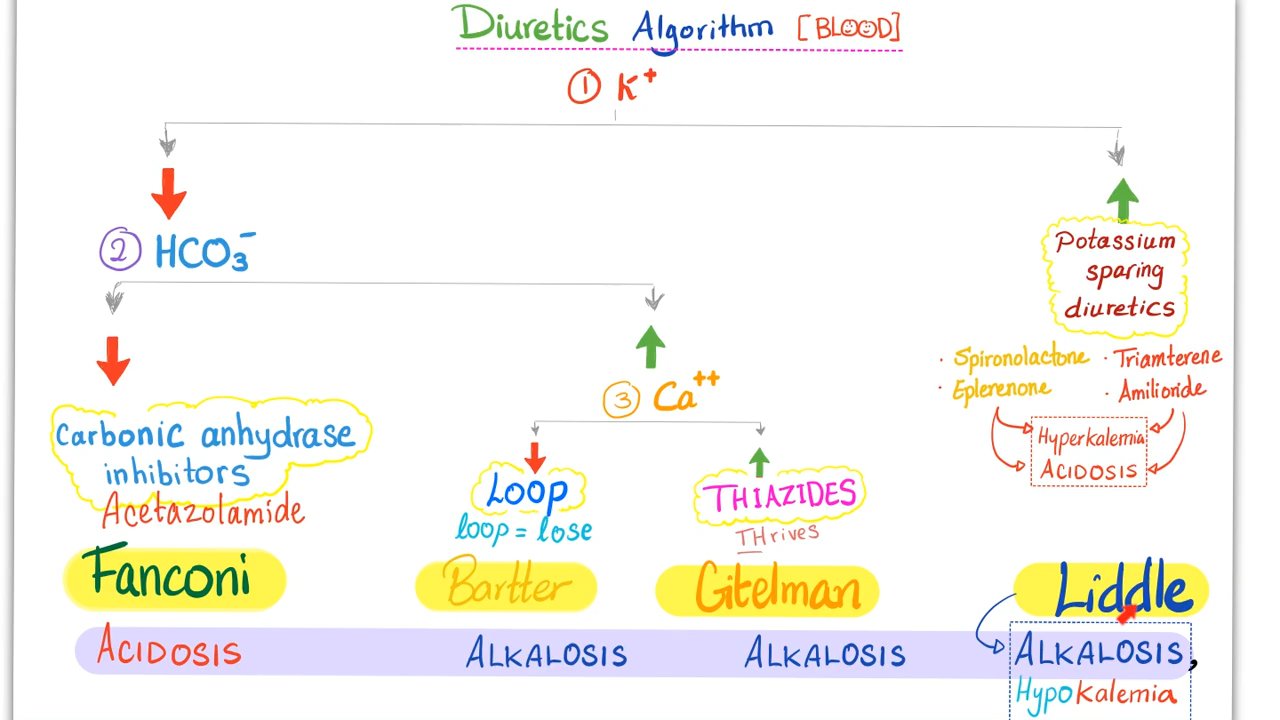 Diuretics Algorithm [BLOOD]
① K+
② HCO3-
③ Ca++
Potassium
sparing
diuretics
· Spironolactone
· Eplerenone
· Triamterene
· Amilioride
Hyperkalemia
ACIDOSIS
Carbonic anhydrase
inhibitors
Acetazolamide
LOOP
loop = lose
THIAZIDES
THrives
Fanconi
Bartter
Gitelman
Liddle
ACIDOSIS
ALKALOSIS
ALKALOSIS
ALKALOSIS,
Hypokalemia